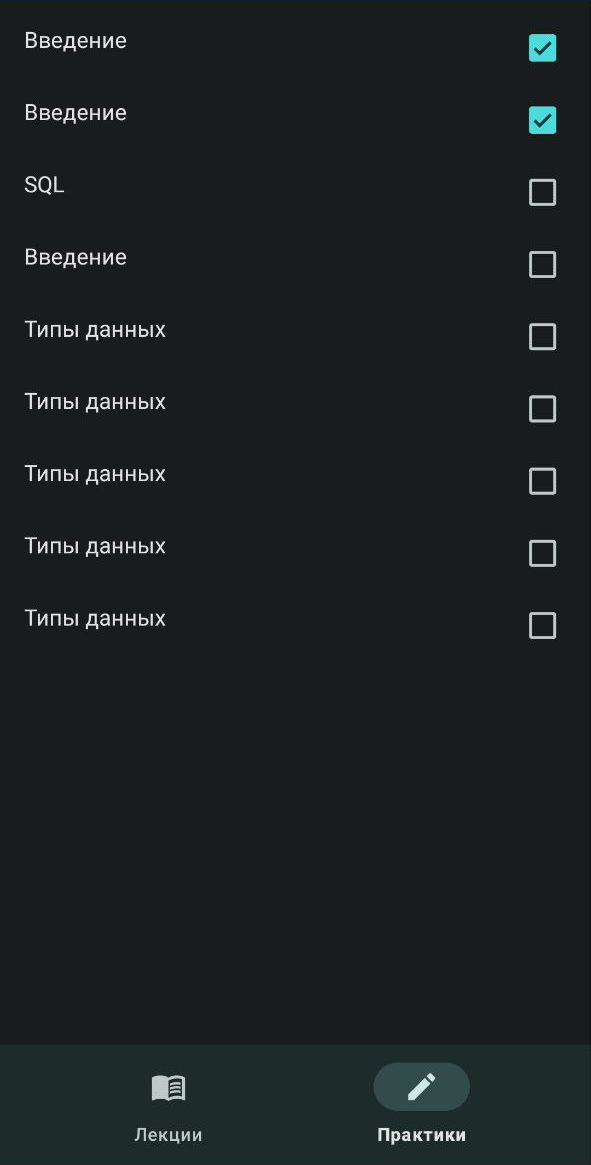 Введение
Введение
SQL
Введение
Типы данных
Типы данных
Типы данных
Типы данных
Типы данных
Лекции
Практики